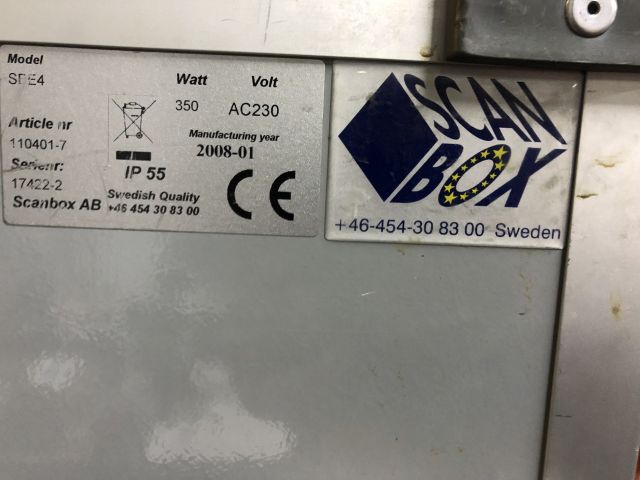 Model
Watt Volt
350 AC230
Article nr
110401-7
Manufacturing year
2008-01
Serienr:
17422-2
IP 55
Scanbox AB
Swedish Quality
+46 454 30 83 00
CE
SCAN
BOX
+46-454-30 83 00 Sweden